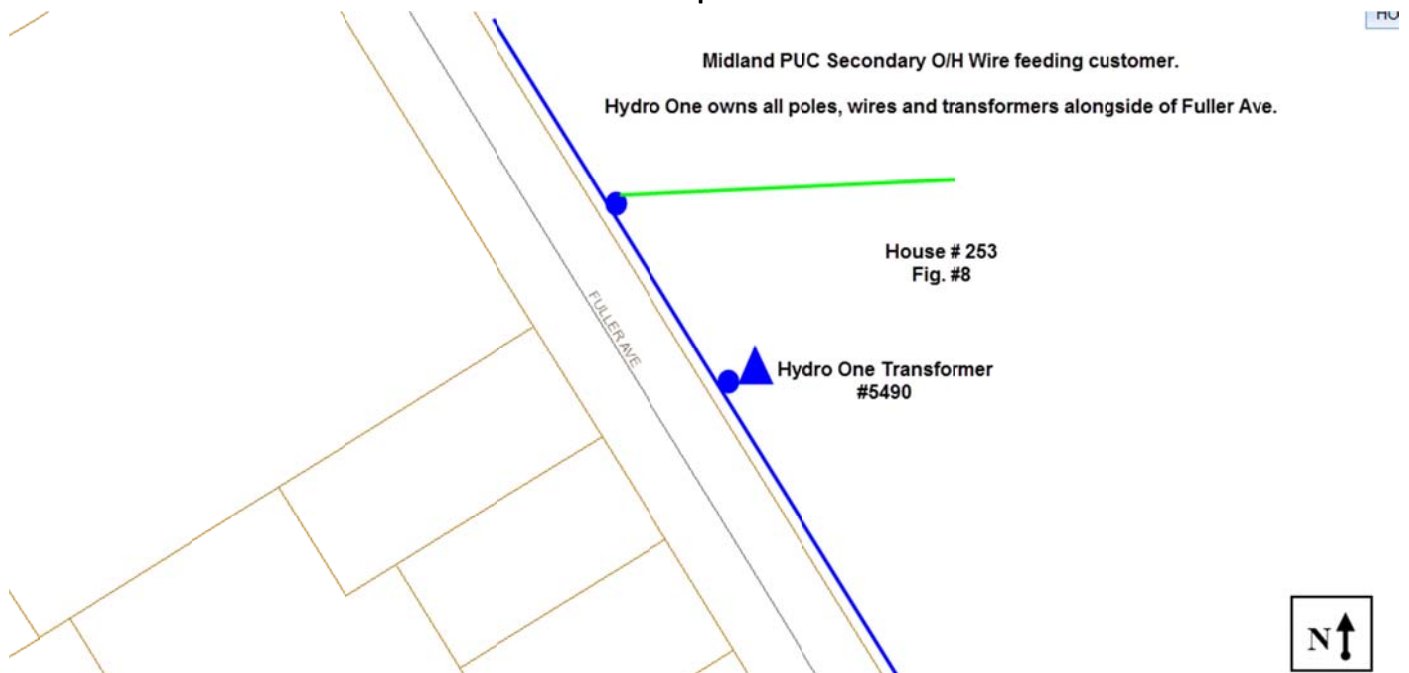 Midland PUC Secondary O/H Wire feeding customer.
Hydro One owns all poles, wires and transformers alongside of Fuller Ave.
House # 253
Fig. #8
FULLER AVE
Hydro One Transformer
#5490
N